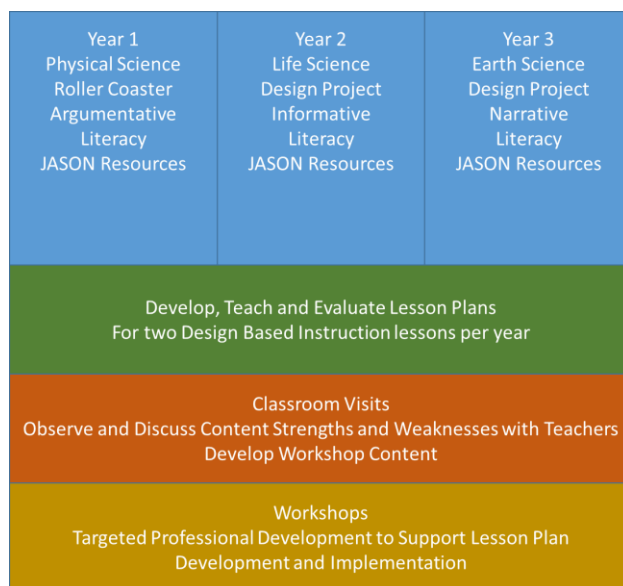 Year 1
Physical Science
Roller Coaster
Argumentative
Literacy
JASON Resources
Year 2
Life Science
Design Project
Informative
Literacy
JASON Resources
Year 3
Earth Science
Design Project
Narrative
Literacy
JASON Resources
Develop, Teach and Evaluate Lesson Plans
For two Design Based Instruction lessons per year
Classroom Visits
Observe and Discuss Content Strengths and Weaknesses with Teachers
Develop Workshop Content
Workshops
Targeted Professional Development to Support Lesson Plan
Development and Implementation